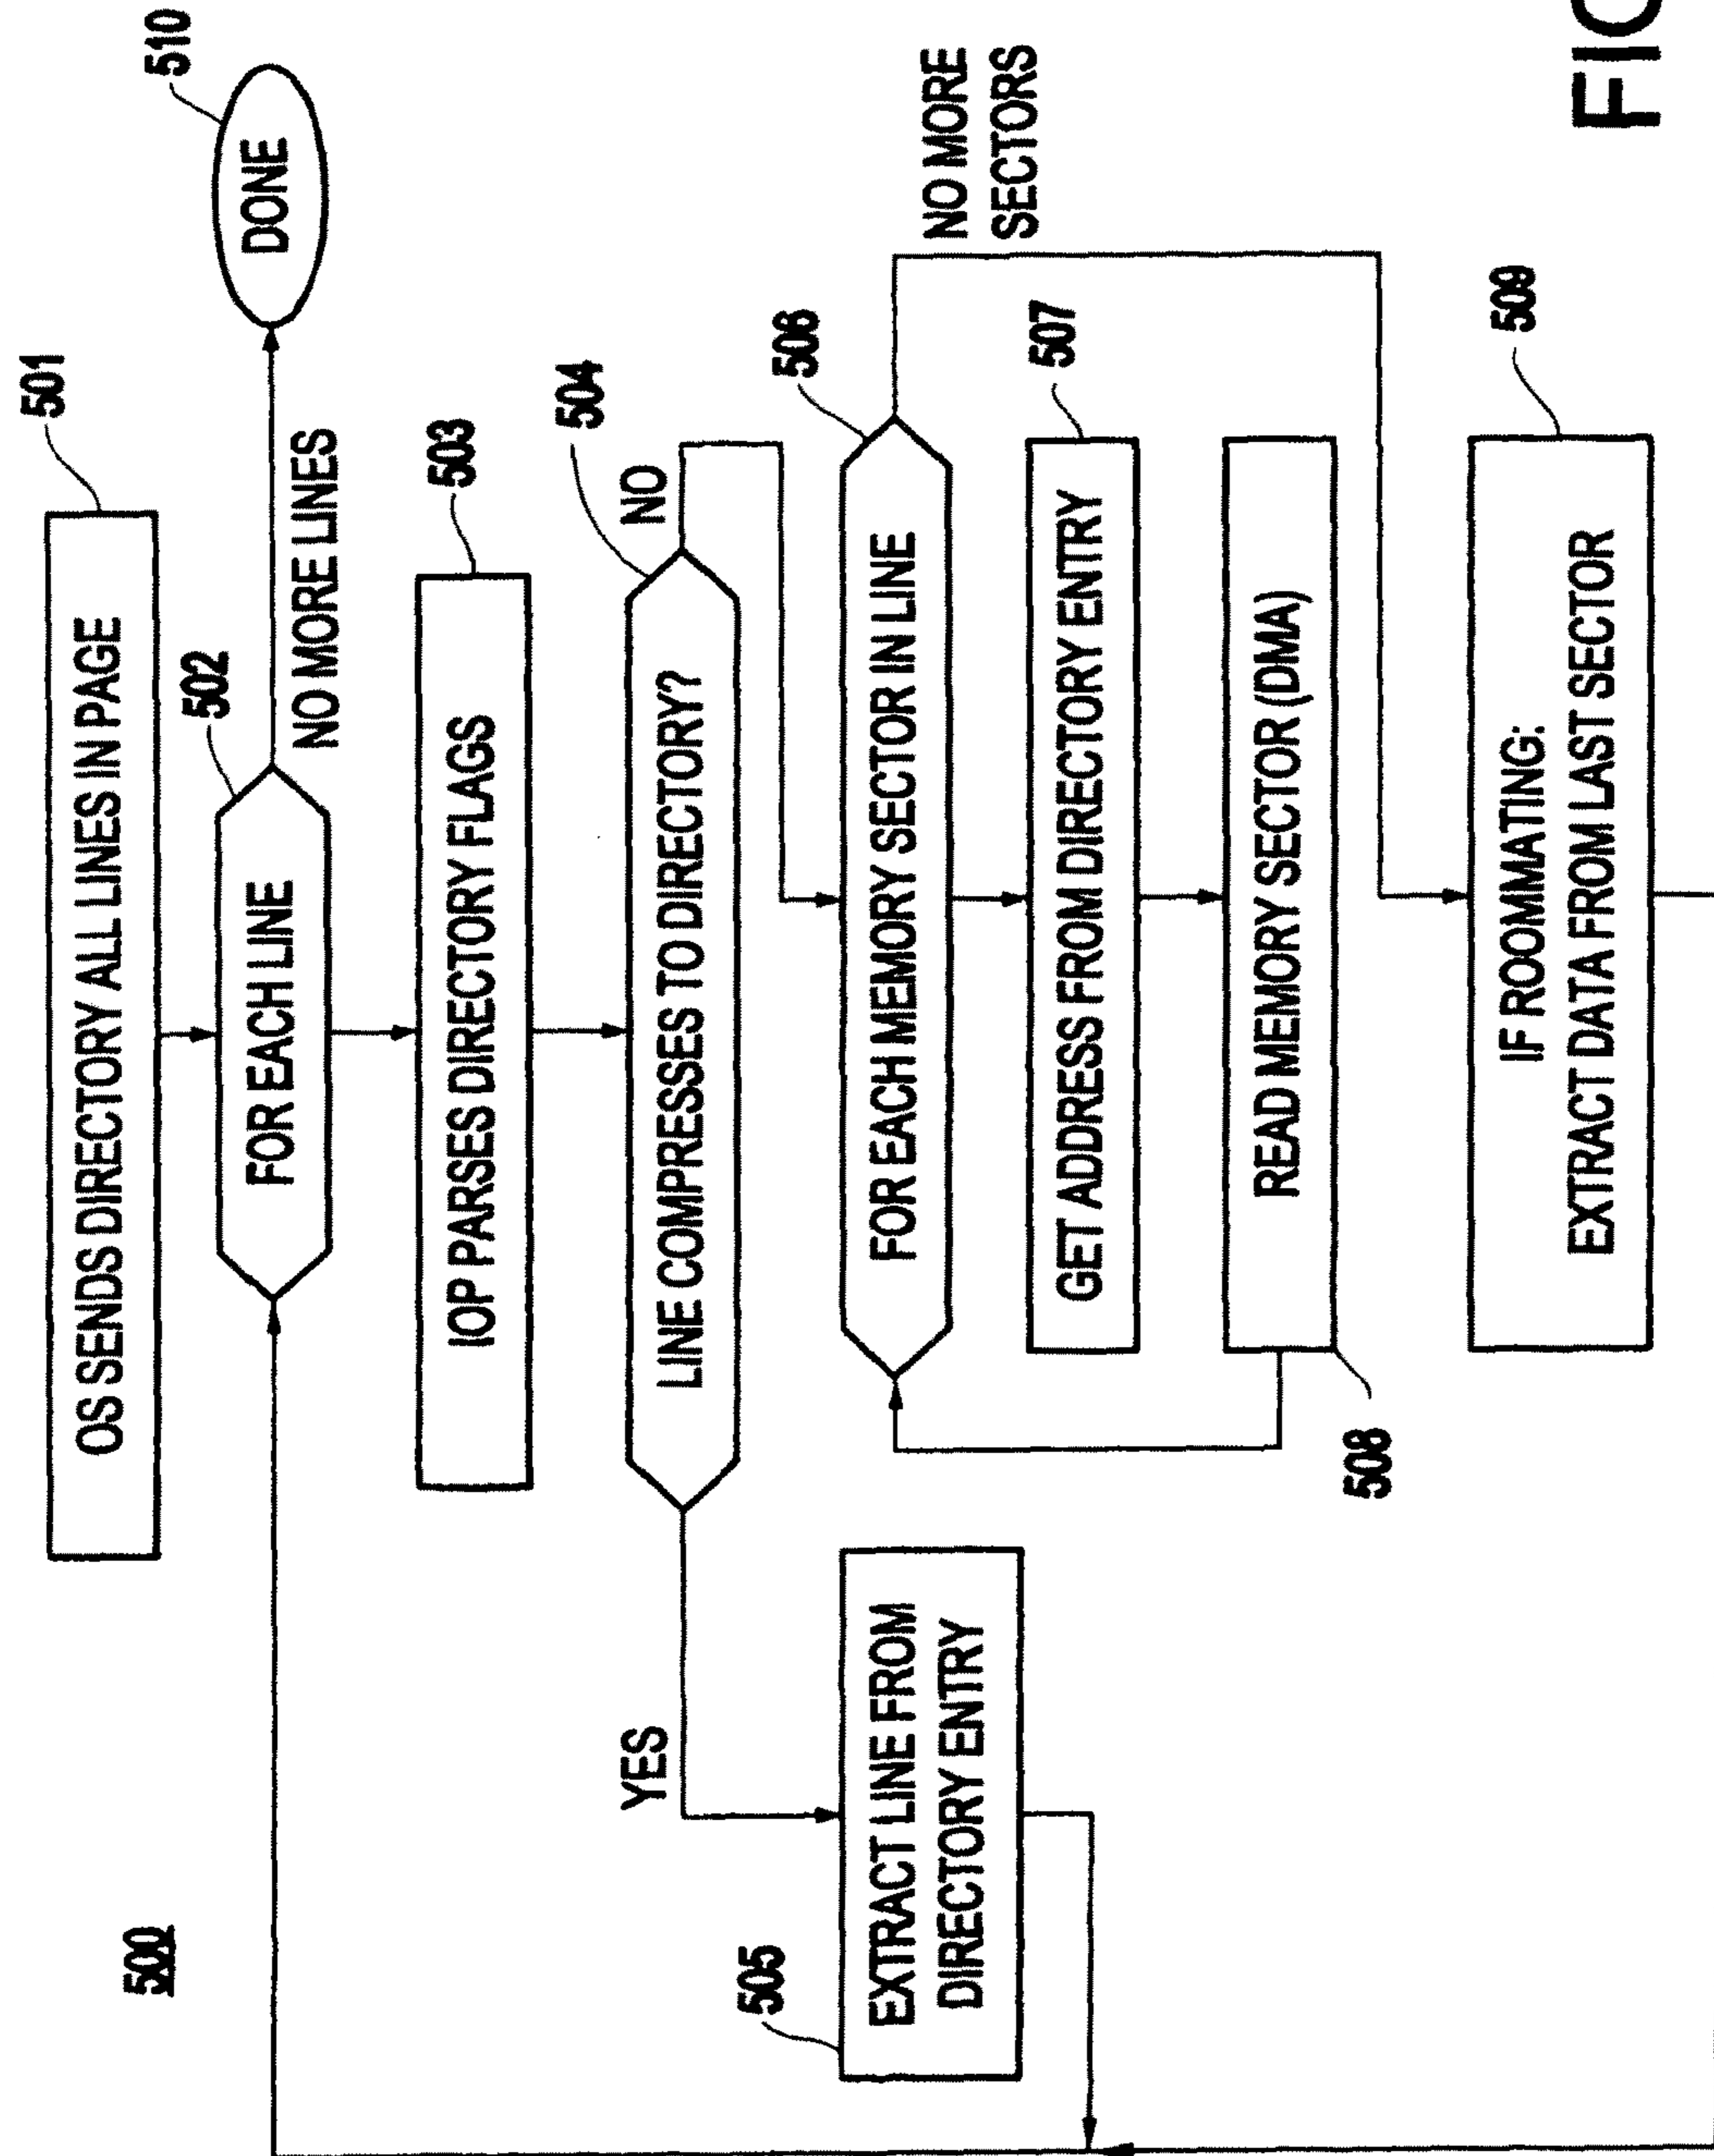 500
501
OS SENDS DIRECTORY ALL LINES IN PAGE
502
FOR EACH LINE
NO MORE LINES
510
DONE
503
IOP PARSES DIRECTORY FLAGS
504
LINE COMPRESSES TO DIRECTORY?
YES
NO
505
EXTRACT LINE FROM
DIRECTORY ENTRY
506
FOR EACH MEMORY SECTOR IN LINE
NO MORE
SECTORS
507
GET ADDRESS FROM DIRECTORY ENTRY
READ MEMORY SECTOR (DMA)
508
509
IF ROOMMATING:
EXTRACT DATA FROM LAST SECTOR